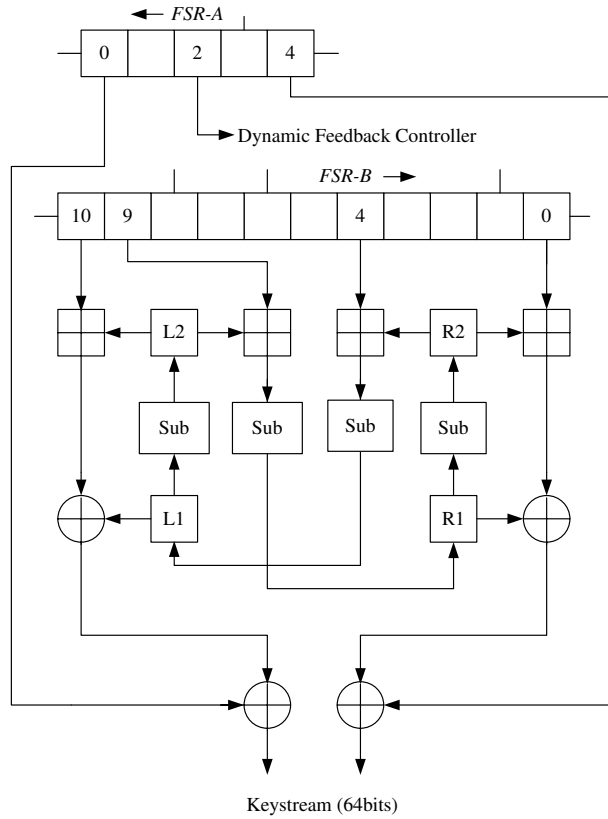 FSR-A
0 2 4
Dynamic Feedback Controller
FSR-B
10 9 4 0
L2 R2
Sub Sub Sub Sub
L1 R1
Keystream (64bits)